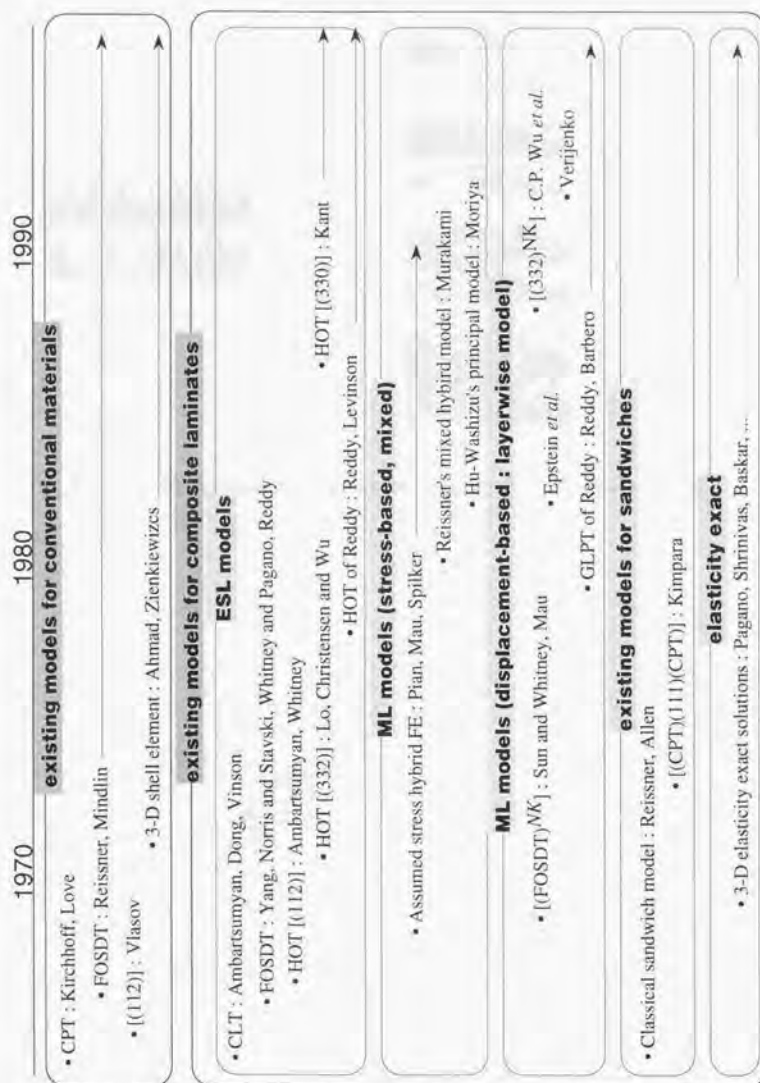 1970 1980 1990
existing models for conventional materials
• CPT : Kirchhoff, Love
• FOSDT : Reissner, Mindlin
• [(112)] : Vlasov
• 3-D shell element : Ahmad, Zienkiewizcs
existing models for composite laminates
ESL models
• CLT : Ambartsumyan, Dong, Vinson
• FOSDT : Yang, Norris and Stavski, Whitney and Pagano, Reddy
• HOT [(112)] : Ambartsumyan, Whitney
• HOT [(332)] : Lo, Christensen and Wu
• HOT [(330)] : Kant
• HOT of Reddy : Reddy, Levinson
ML models (stress-based, mixed)
• Assumed stress hybrid FE : Pian, Mau, Spilker
• Reissner's mixed hybird model : Murakami
• Hu-Washizu's principal model : Moriya
ML models (displacement-based : layerwise model)
• [(FOSDT)NK] : Sun and Whitney, Mau
• Epstein et al.
• [(332)NK] : C.P. Wu et al.
• Verijenko
• GLPT of Reddy : Reddy, Barbero
existing models for sandwiches
• Classical sandwich model : Reissner, Allen
• [(CPT)(111)(CPT)] : Kimpara
elasticity exact
• 3-D elasticity exact solutions : Pagano, Shrinivas, Baskar, ...